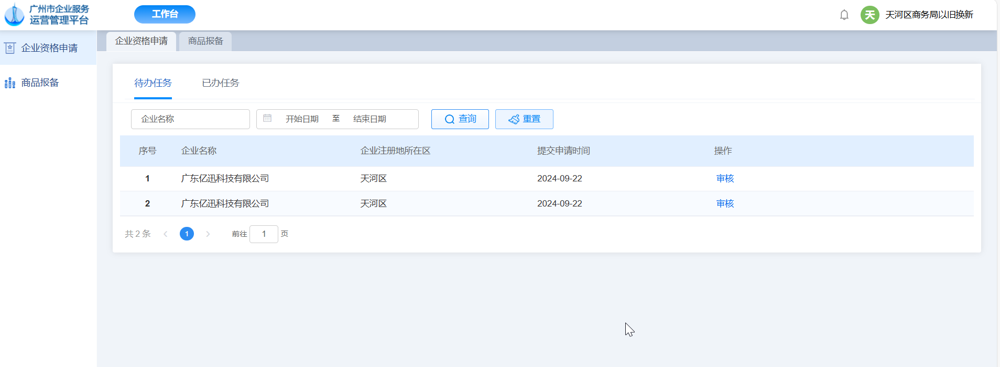 广州市企业服务
运营管理平台
工作台
天 天河区商务局以旧换新
企业资格申请
商品报备
企业资格申请 商品报备
待办任务 已办任务
企业名称 开始日期 至 结束日期 查询 重置
序号 企业名称 企业注册地所在区 提交申请时间 操作
1 广东亿迅科技有限公司 天河区 2024-09-22 审核
2 广东亿迅科技有限公司 天河区 2024-09-22 审核
共 2 条 1 前往 1 页